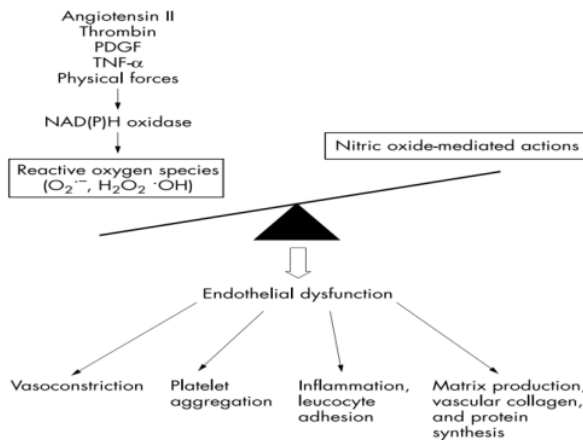 Angiotensin II
Thrombin
PDGF
TNF-α
Physical forces
NAD(P)H oxidase
Reactive oxygen species
(O₂·⁻, H₂O₂ ·OH)
Nitric oxide-mediated actions
Endothelial dysfunction
Vasoconstriction
Platelet
aggregation
Inflammation,
leucocyte
adhesion
Matrix production,
vascular collagen,
and protein
synthesis